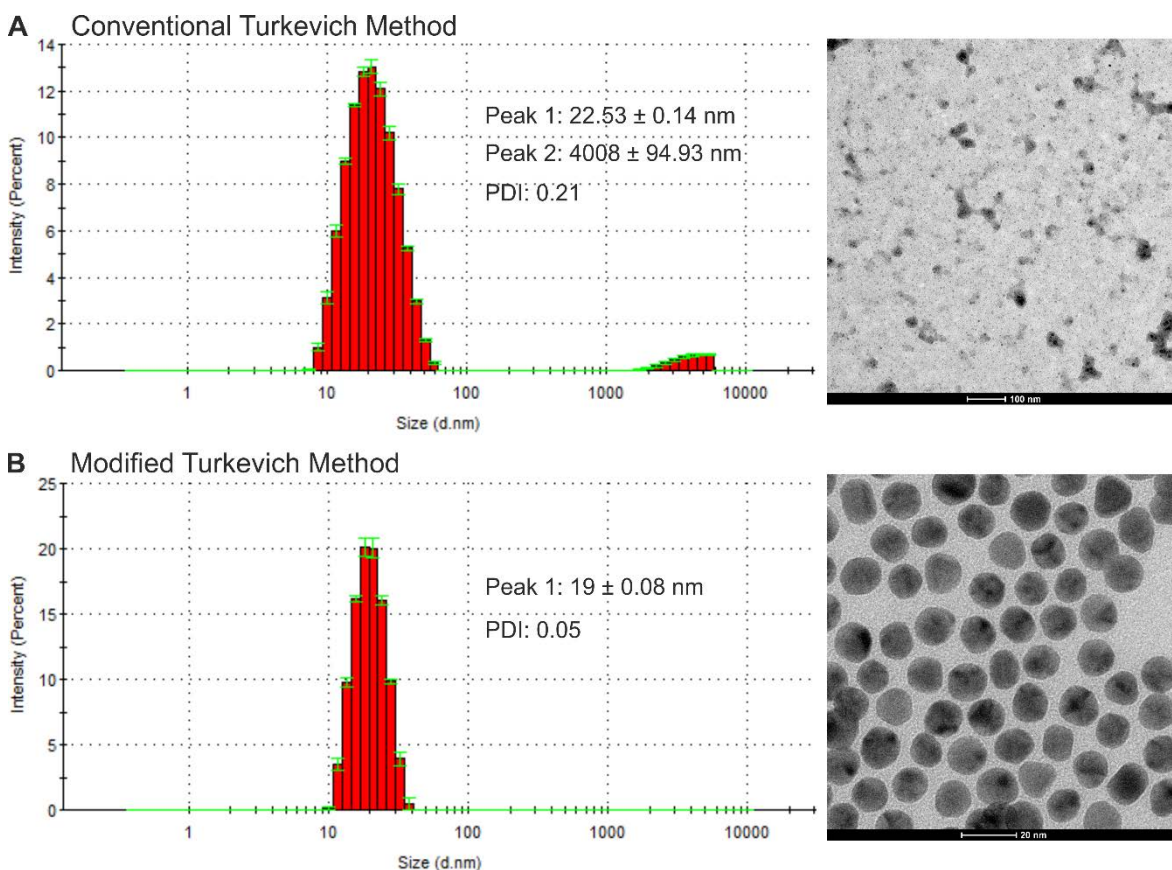 A Conventional Turkevich Method
14
12
10
8
6
4
2
0
Intensity (Percent)
Peak 1: 22.53 ± 0.14 nm
Peak 2: 4008 ± 94.93 nm
PDI: 0.21
1 10 100 1000 10000
Size (d.nm)
100 nm
B Modified Turkevich Method
25
20
15
10
5
0
Intensity (Percent)
Peak 1: 19 ± 0.08 nm
PDI: 0.05
1 10 100 1000 10000
Size (d.nm)
20 nm